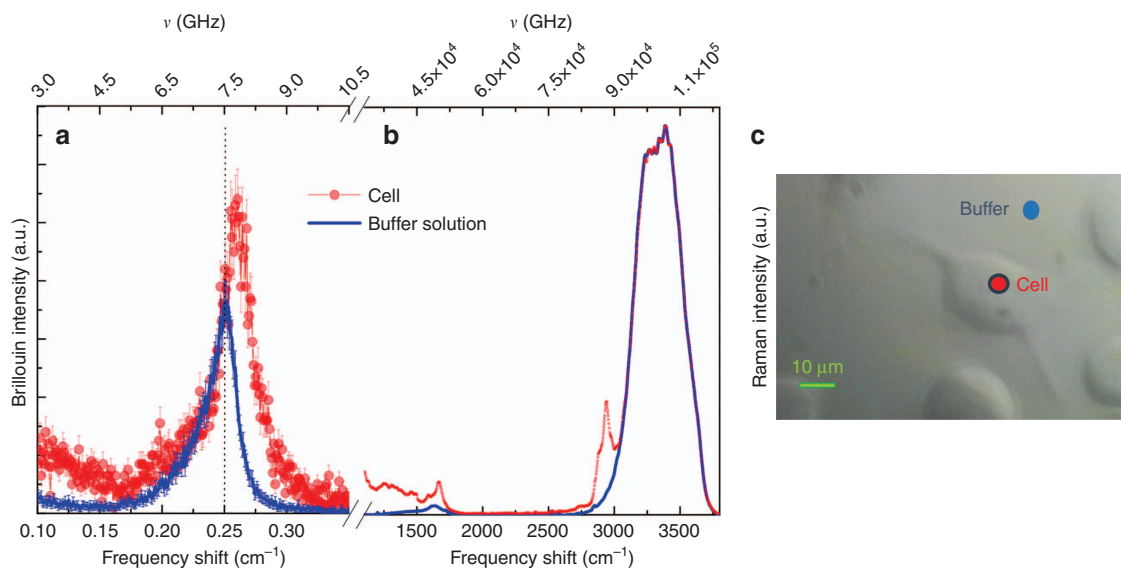 ν (GHz)
3.0 4.5 6.5 7.5 9.0 10.5
ν (GHz)
4.5×10⁴ 6.0×10⁴ 7.5×10⁴ 9.0×10⁴ 1.1×10⁵
a
b
c
Cell
Buffer solution
Brillouin intensity (a.u.)
0.10 0.15 0.20 0.25 0.30
Frequency shift (cm⁻¹)
1500 2000 2500 3000 3500
Frequency shift (cm⁻¹)
Raman intensity (a.u.)
Buffer
Cell
10 μm